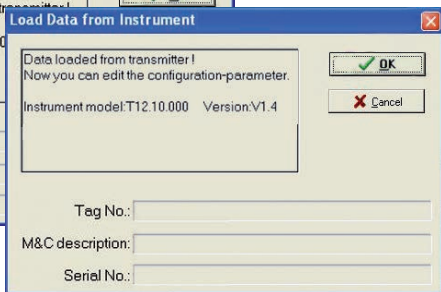 Load Data from Instrument
Data loaded from transmitter !
Now you can edit the configuration-parameter.
Instrument model:T12.10.000 Version:V1.4
OK
Cancel
Tag No.:
M&C description:
Serial No.: